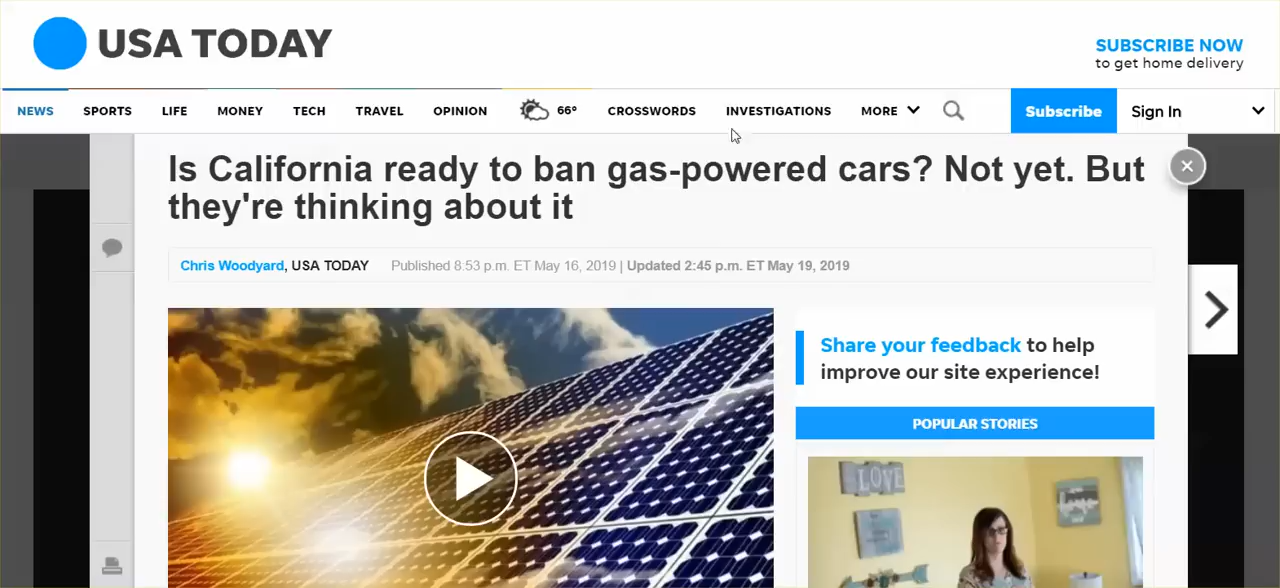 USA TODAY
SUBSCRIBE NOW
to get home delivery
NEWS SPORTS LIFE MONEY TECH TRAVEL OPINION 66° CROSSWORDS INVESTIGATIONS MORE Subscribe Sign In
Is California ready to ban gas-powered cars? Not yet. But
they're thinking about it
Chris Woodyard, USA TODAY Published 8:53 p.m. ET May 16, 2019 | Updated 2:45 p.m. ET May 19, 2019
Share your feedback to help
improve our site experience!
POPULAR STORIES
LOVE